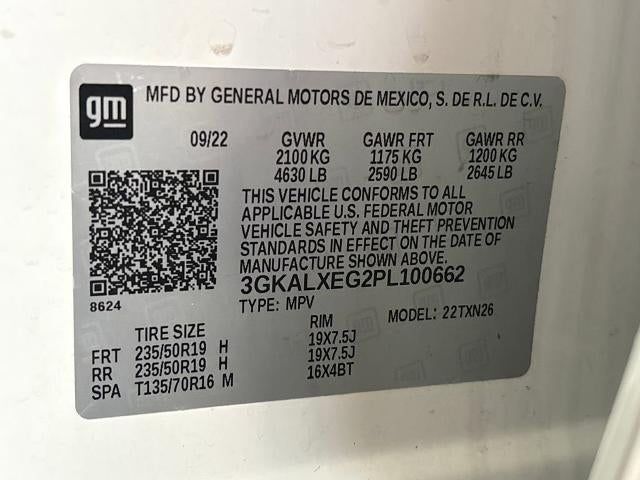 gm
MFD BY GENERAL MOTORS DE MEXICO, S. DE R.L. DE C.V.
09/22 GVWR GAWR FRT GAWR RR
2100 KG 1175 KG 1200 KG
4630 LB 2590 LB 2645 LB
THIS VEHICLE CONFORMS TO ALL
APPLICABLE U.S. FEDERAL MOTOR
VEHICLE SAFETY AND THEFT PREVENTION
STANDARDS IN EFFECT ON THE DATE OF
MANUFACTURE SHOWN ABOVE.
3GKALXEG2PL100662
8624 TYPE: MPV MODEL: 22TXN26
TIRE SIZE RIM
FRT 235/50R19 H 19X7.5J
RR 235/50R19 H 19X7.5J
SPA T135/70R16 M 16X4BT